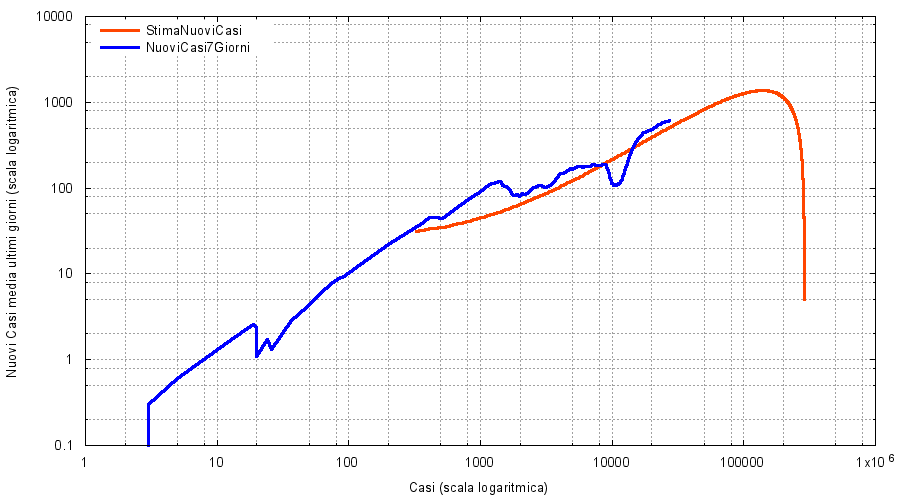 10000
StimaNuoviCasi
NuoviCasi7Giorni
1000
100
10
1
0.1
Nuovi Casi media ultimi giorni (scala logaritmica)
1
10
100
1000
10000
100000
1x10 6
Casi (scala logaritmica)